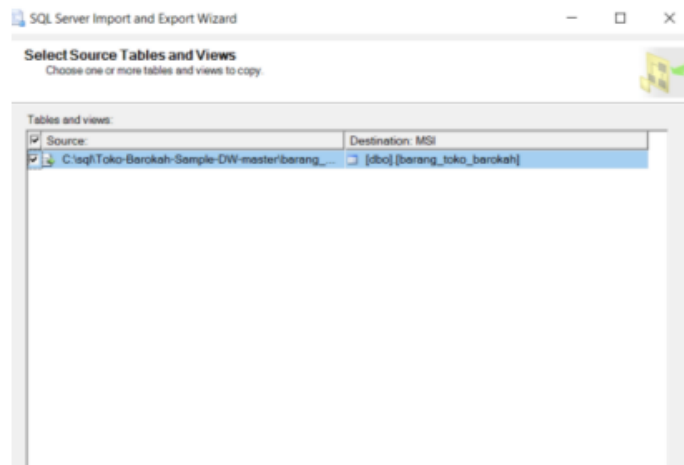 SQL Server Import and Export Wizard
Select Source Tables and Views
Choose one or more tables and views to copy.
Tables and views:
Source: Destination: MSI
C:\sql\Toko-Barokah-Sample-DW-master\barang_... [dbo].[barang_toko_barokah]